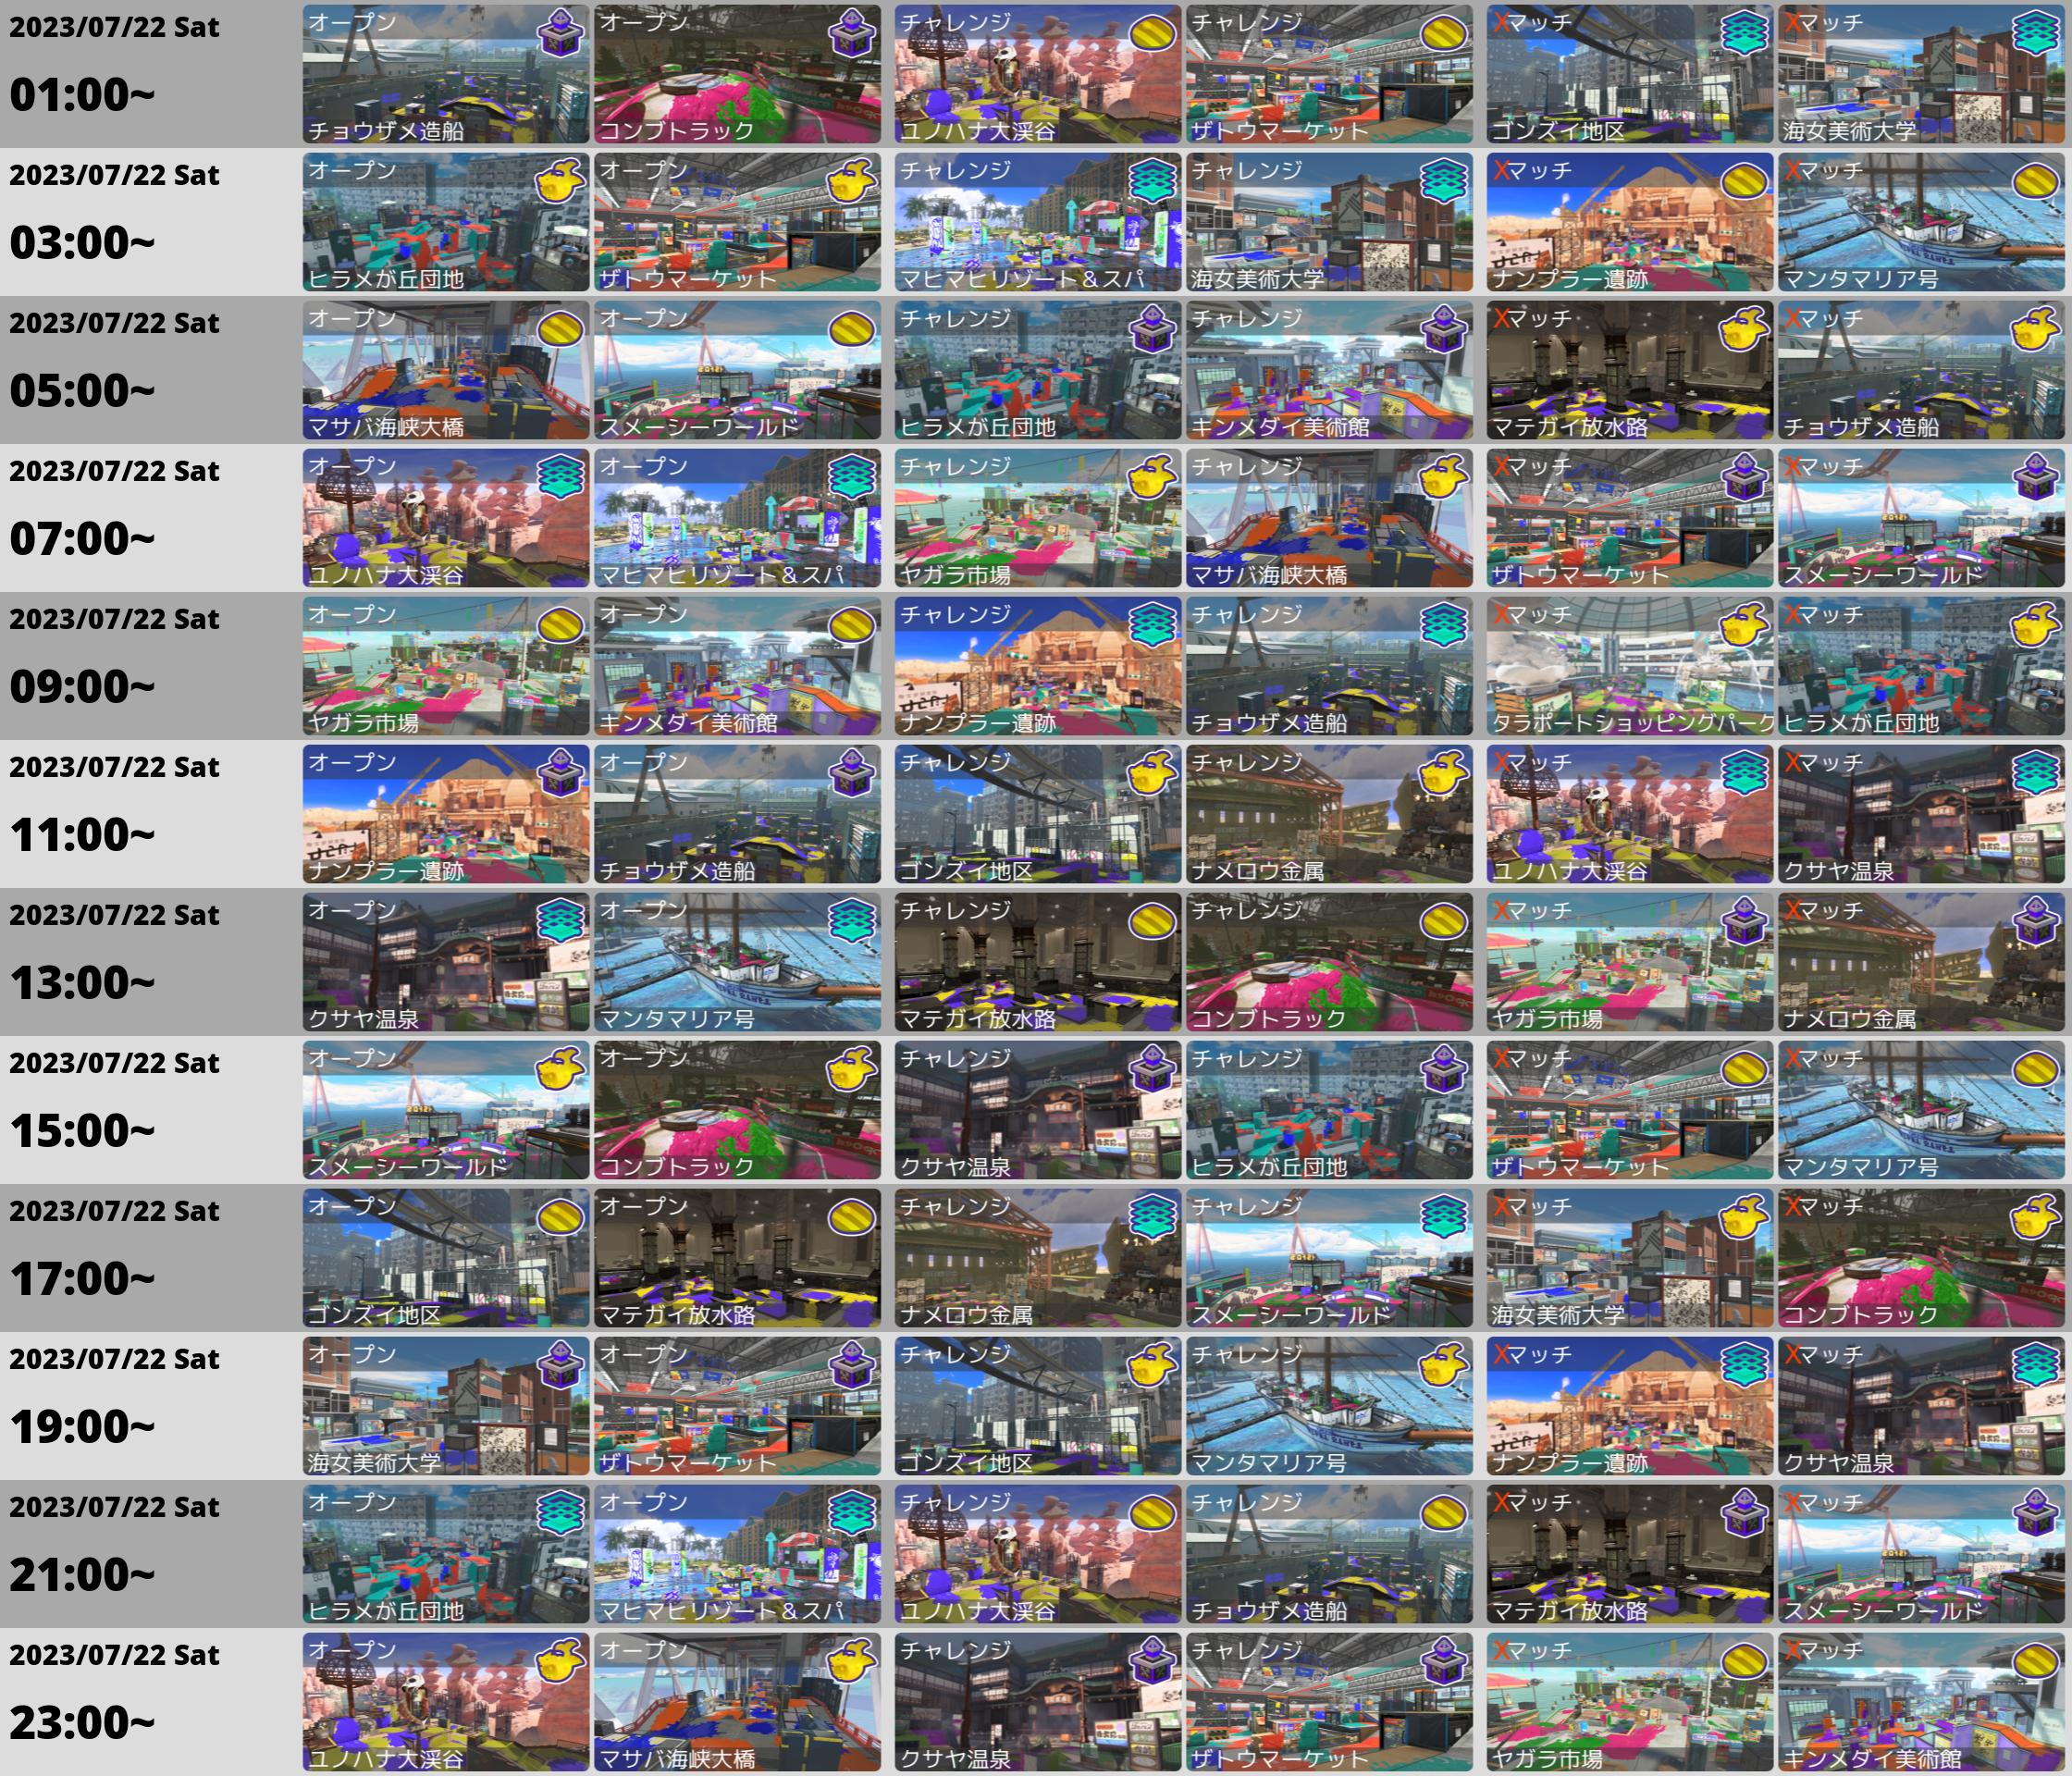 2023/07/22 Sat
01:00~
オープン
チョウザメ造船
オープン
コンブトラック
チャレンジ
ユノハナ大渓谷
チャレンジ
ザトウマーケット
Xマッチ
ゴンズイ地区
Xマッチ
海女美術大学
2023/07/22 Sat
03:00~
オープン
ヒラメが丘団地
オープン
ザトウマーケット
チャレンジ
マヒマヒリゾート＆スパ
チャレンジ
海女美術大学
Xマッチ
ナンプラー遺跡
Xマッチ
マンタマリア号
2023/07/22 Sat
05:00~
オープン
マサバ海峡大橋
オープン
スメーシーワールド
チャレンジ
ヒラメが丘団地
チャレンジ
キンメダイ美術館
Xマッチ
マテガイ放水路
Xマッチ
チョウザメ造船
2023/07/22 Sat
07:00~
オープン
ユノハナ大渓谷
オープン
マヒマヒリゾート＆スパ
チャレンジ
ヤガラ市場
チャレンジ
マサバ海峡大橋
Xマッチ
ザトウマーケット
Xマッチ
スメーシーワールド
2023/07/22 Sat
09:00~
オープン
ヤガラ市場
オープン
キンメダイ美術館
チャレンジ
ナンプラー遺跡
チャレンジ
チョウザメ造船
Xマッチ
タラポートショッピングパーク
Xマッチ
ヒラメが丘団地
2023/07/22 Sat
11:00~
オープン
ナンプラー遺跡
オープン
チョウザメ造船
チャレンジ
ゴンズイ地区
チャレンジ
ナメロウ金属
Xマッチ
ユノハナ大渓谷
Xマッチ
クサヤ温泉
2023/07/22 Sat
13:00~
オープン
クサヤ温泉
オープン
マンタマリア号
チャレンジ
マテガイ放水路
チャレンジ
コンブトラック
Xマッチ
ヤガラ市場
Xマッチ
ナメロウ金属
2023/07/22 Sat
15:00~
オープン
スメーシーワールド
オープン
コンブトラック
チャレンジ
クサヤ温泉
チャレンジ
ヒラメが丘団地
Xマッチ
ザトウマーケット
Xマッチ
マンタマリア号
2023/07/22 Sat
17:00~
オープン
ゴンズイ地区
オープン
マテガイ放水路
チャレンジ
ナメロウ金属
チャレンジ
スメーシーワールド
Xマッチ
海女美術大学
Xマッチ
コンブトラック
2023/07/22 Sat
19:00~
オープン
海女美術大学
オープン
ザトウマーケット
チャレンジ
ゴンズイ地区
チャレンジ
マンタマリア号
Xマッチ
ナンプラー遺跡
Xマッチ
クサヤ温泉
2023/07/22 Sat
21:00~
オープン
ヒラメが丘団地
オープン
マヒマヒリゾート＆スパ
チャレンジ
ユノハナ大渓谷
チャレンジ
チョウザメ造船
Xマッチ
マテガイ放水路
Xマッチ
スメーシーワールド
2023/07/22 Sat
23:00~
オープン
ユノハナ大渓谷
オープン
マサバ海峡大橋
チャレンジ
クサヤ温泉
チャレンジ
ザトウマーケット
Xマッチ
ヤガラ市場
Xマッチ
キンメダイ美術館